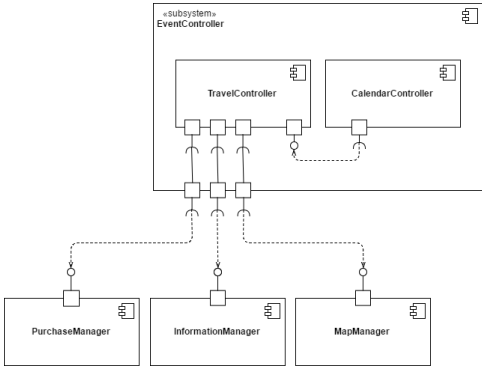 «subsystem»
EventController
TravelController
CalendarController
PurchaseManager
InformationManager
MapManager